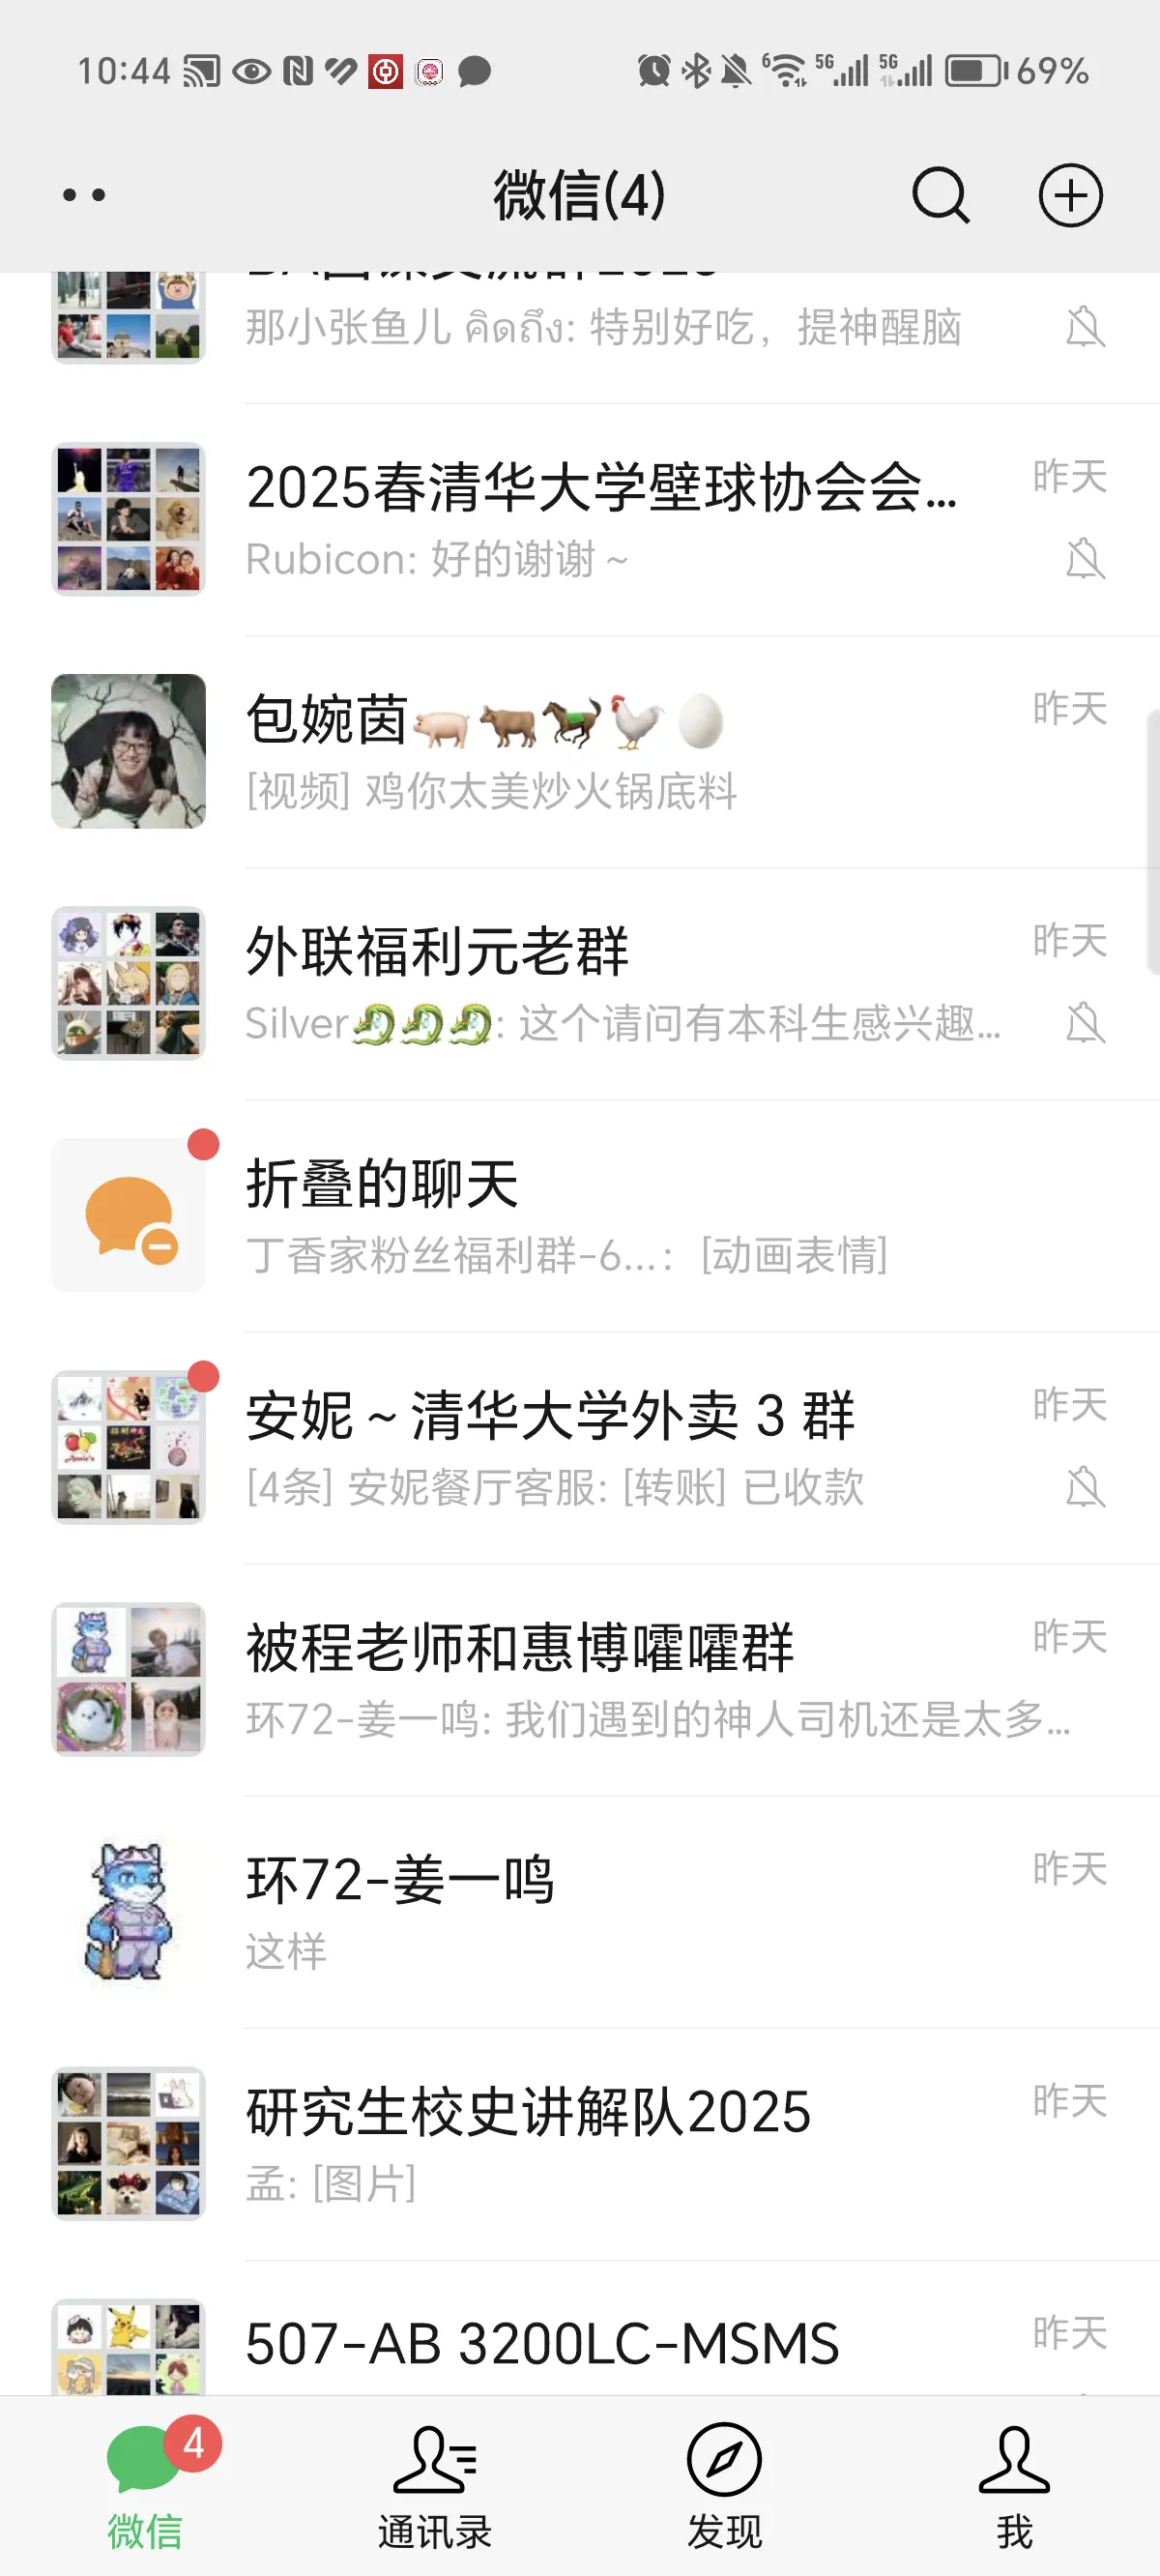 10:44
6 5G 5G 69%
微信(4)
那小张鱼儿 คิดถึง: 特别好吃，提神醒脑
2025春清华大学壁球协会会...
昨天
Rubicon: 好的谢谢～
包婉茵🐖🐂🐎🐓🥚
昨天
[视频] 鸡你太美炒火锅底料
外联福利元老群
昨天
Silver🐉🐉🐉: 这个请问有本科生感兴趣...
折叠的聊天
丁香家粉丝福利群-6...: [动画表情]
安妮～清华大学外卖 3 群
昨天
[4条] 安妮餐厅客服: [转账] 已收款
被程老师和惠博嚯嚯群
昨天
环72-姜一鸣: 我们遇到的神人司机还是太多...
环72-姜一鸣
昨天
这样
研究生校史讲解队2025
昨天
孟: [图片]
507-AB 3200LC-MSMS
昨天
4
微信
通讯录
发现
我